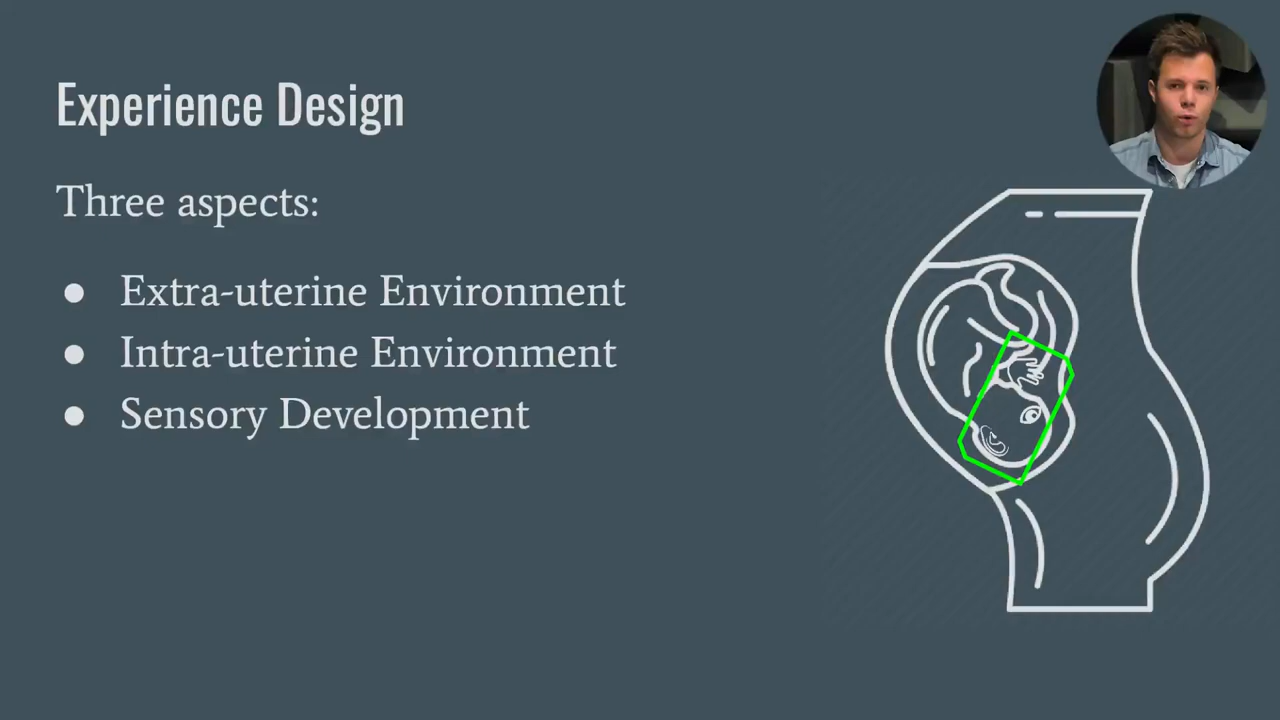 Experience Design
Three aspects:
● Extra-uterine Environment
● Intra-uterine Environment
● Sensory Development